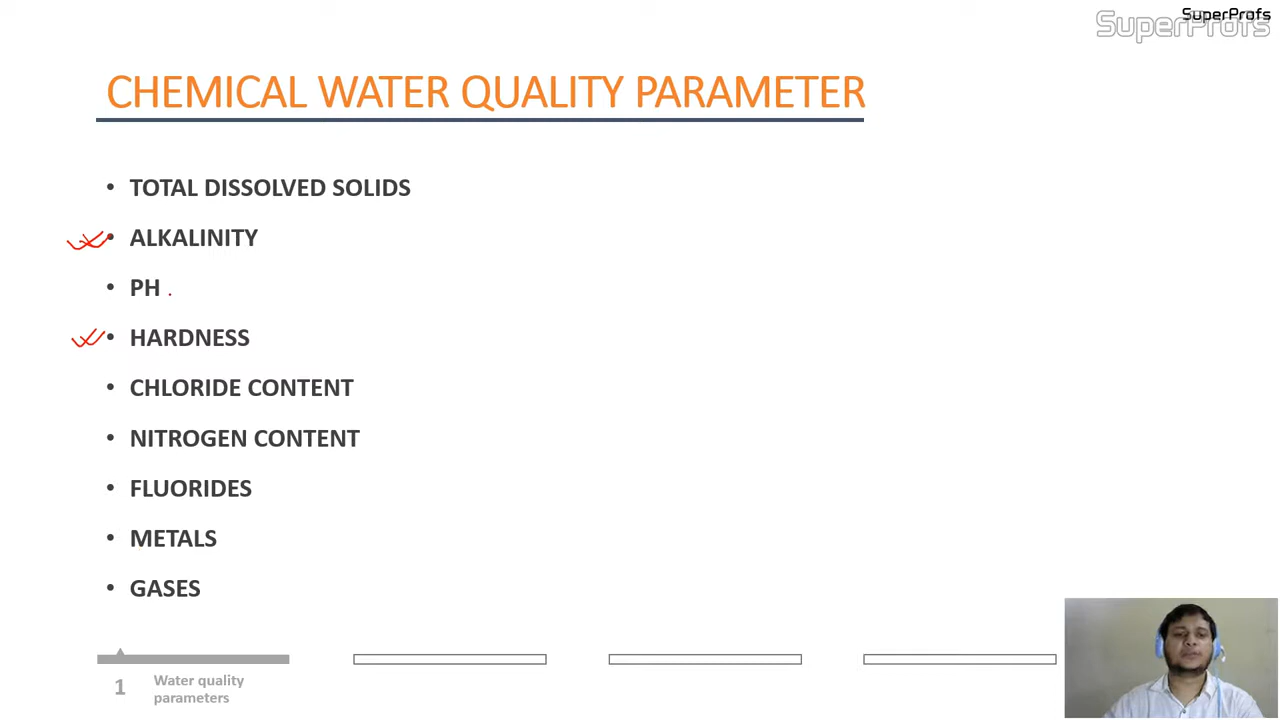 SuperProfs
SuperProfs
CHEMICAL WATER QUALITY PARAMETER
• TOTAL DISSOLVED SOLIDS
• ALKALINITY
• PH .
• HARDNESS
• CHLORIDE CONTENT
• NITROGEN CONTENT
• FLUORIDES
• METALS
• GASES
1
Water quality
parameters